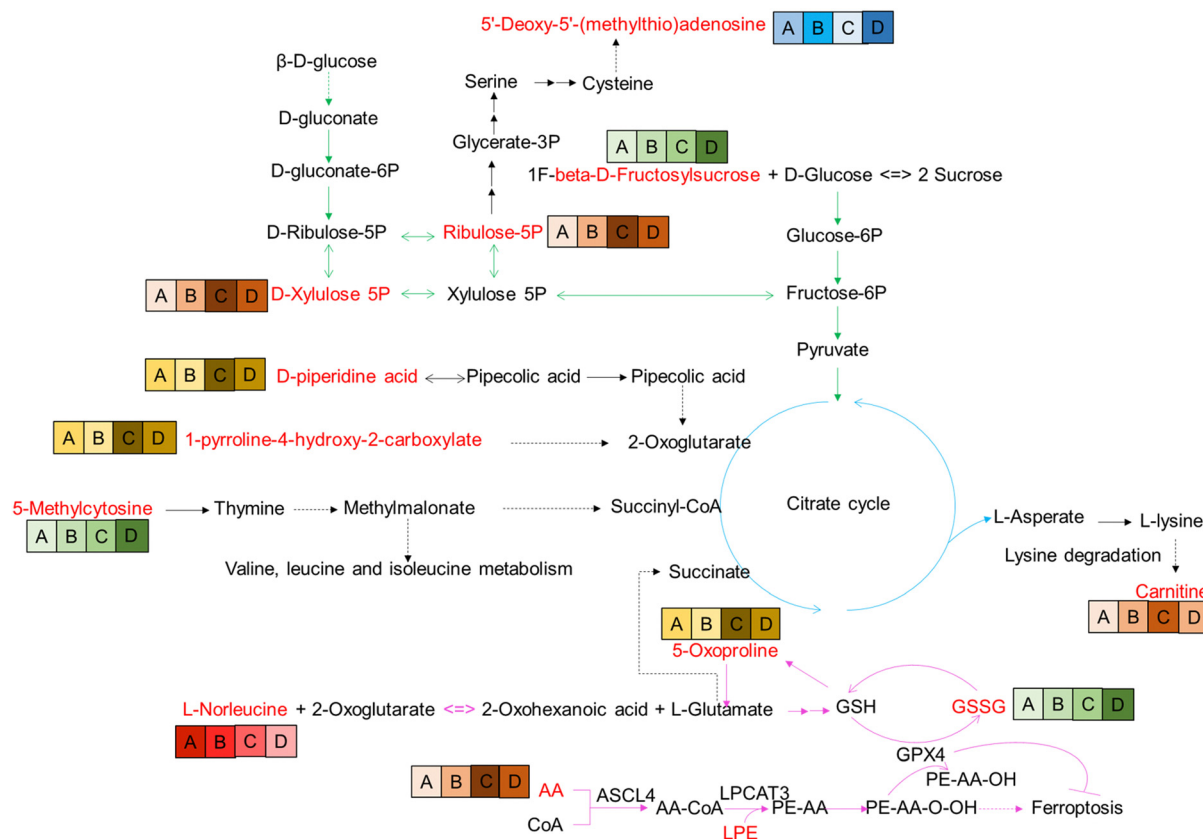 5'-Deoxy-5'-(methylthio)adenosine A B C D
β-D-glucose
Serine
Cysteine
D-gluconate
Glycerate-3P
A B C D
D-gluconate-6P
1F-beta-D-Fructosylsucrose + D-Glucose <=> 2 Sucrose
D-Ribulose-5P
Ribulose-5P
A B C D
Glucose-6P
A B C D
D-Xylulose 5P
Xylulose 5P
Fructose-6P
Pyruvate
A B C D
D-piperidine acid
Pipecolic acid
Pipecolic acid
A B C D
1-pyrroline-4-hydroxy-2-carboxylate
2-Oxoglutarate
5-Methylcytosine
Thymine
Methylmalonate
Succinyl-CoA
Citrate cycle
L-Asperate
L-lysine
A B C D
Lysine degradation
Valine, leucine and isoleucine metabolism
Succinate
Carnitine
A B C D
A B C D
5-Oxoproline
L-Norleucine + 2-Oxoglutarate <=> 2-Oxohexanoic acid + L-Glutamate
GSH
GSSG
A B C D
A B C D
GPX4
A B C D
AA
ASCL4
LPCAT3
PE-AA-OH
AA-CoA
PE-AA
PE-AA-O-OH
Ferroptosis
CoA
LPE